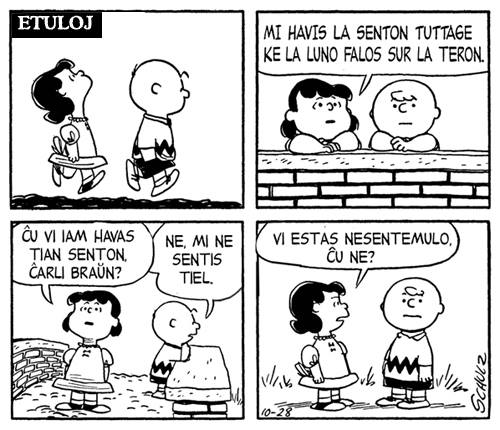 ETULOJ
MI HAVIS LA SENTON TUTTAGE
KE LA LUNO FALOS SUR LA TERON.
ĈU VI IAM HAVAS
TIAN SENTON,
ĈARLI BRAŬN?
NE, MI NE
SENTIS
TIEL.
VI ESTAS NESENTEMULO,
ĈU NE?
10-28
SCHULZ